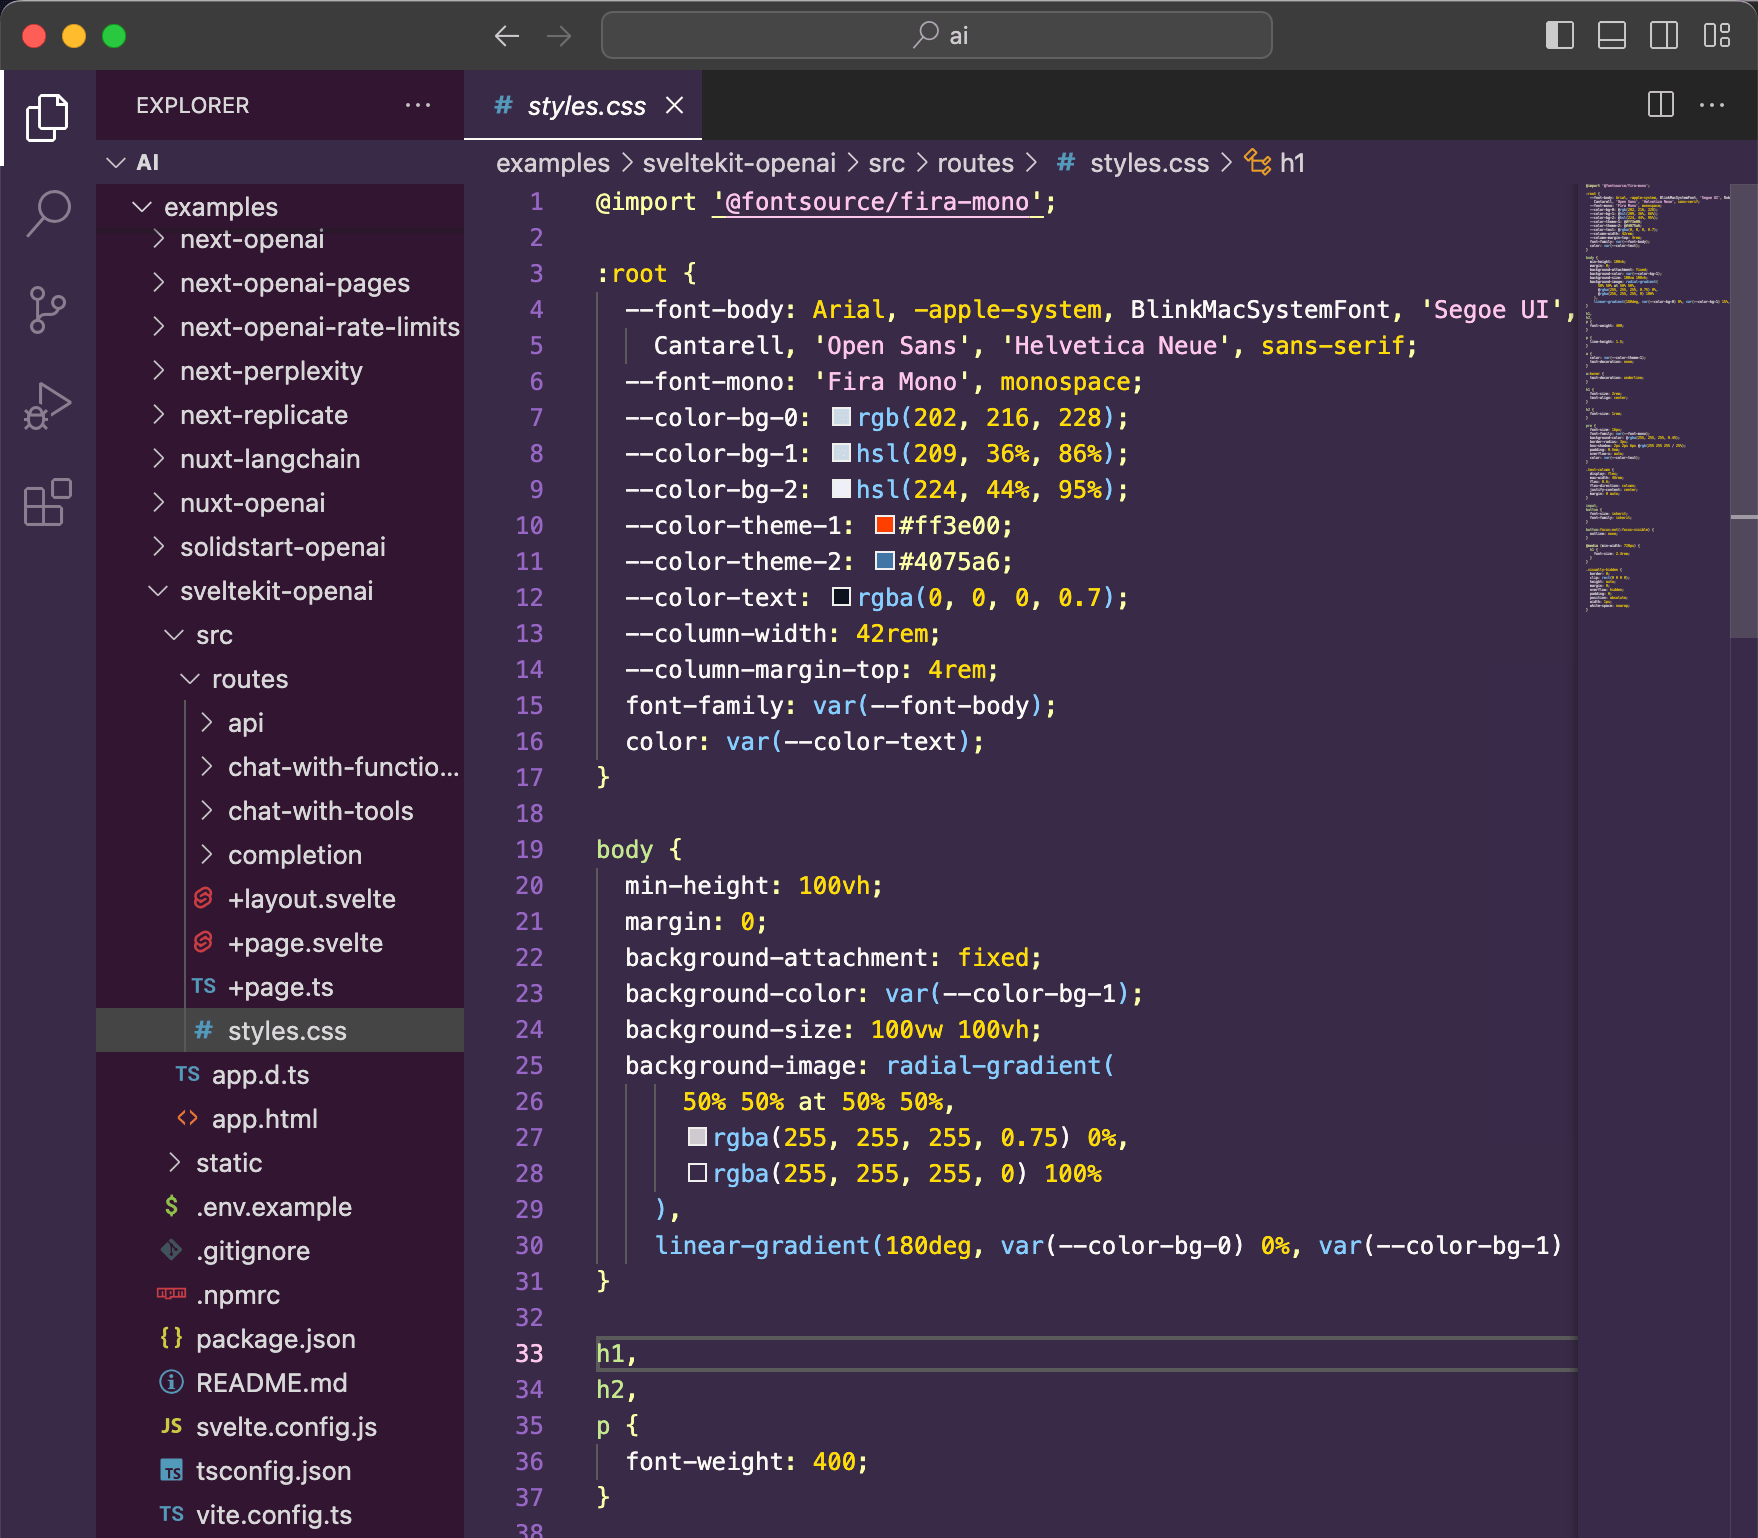 ai
EXPLORER
AI
examples
next-openai
next-openai-pages
next-openai-rate-limits
next-perplexity
next-replicate
nuxt-langchain
nuxt-openai
solidstart-openai
sveltekit-openai
src
routes
api
chat-with-functio...
chat-with-tools
completion
+layout.svelte
+page.svelte
TS +page.ts
# styles.css
TS app.d.ts
<> app.html
static
$ .env.example
.gitignore
.npmrc
{} package.json
README.md
JS svelte.config.js
TS tsconfig.json
TS vite.config.ts
# styles.css
examples > sveltekit-openai > src > routes > # styles.css > h1
1 @import '@fontsource/fira-mono';
2
3 :root {
4 --font-body: Arial, -apple-system, BlinkMacSystemFont, 'Segoe UI',
5 Cantarell, 'Open Sans', 'Helvetica Neue', sans-serif;
6 --font-mono: 'Fira Mono', monospace;
7 --color-bg-0: rgb(202, 216, 228);
8 --color-bg-1: hsl(209, 36%, 86%);
9 --color-bg-2: hsl(224, 44%, 95%);
10 --color-theme-1: #ff3e00;
11 --color-theme-2: #4075a6;
12 --color-text: rgba(0, 0, 0, 0.7);
13 --column-width: 42rem;
14 --column-margin-top: 4rem;
15 font-family: var(--font-body);
16 color: var(--color-text);
17 }
18
19 body {
20 min-height: 100vh;
21 margin: 0;
22 background-attachment: fixed;
23 background-color: var(--color-bg-1);
24 background-size: 100vw 100vh;
25 background-image: radial-gradient(
26 50% 50% at 50% 50%,
27 rgba(255, 255, 255, 0.75) 0%,
28 rgba(255, 255, 255, 0) 100%
29 ),
30 linear-gradient(180deg, var(--color-bg-0) 0%, var(--color-bg-1)
31 }
32
33 h1,
34 h2,
35 p {
36 font-weight: 400;
37 }
38